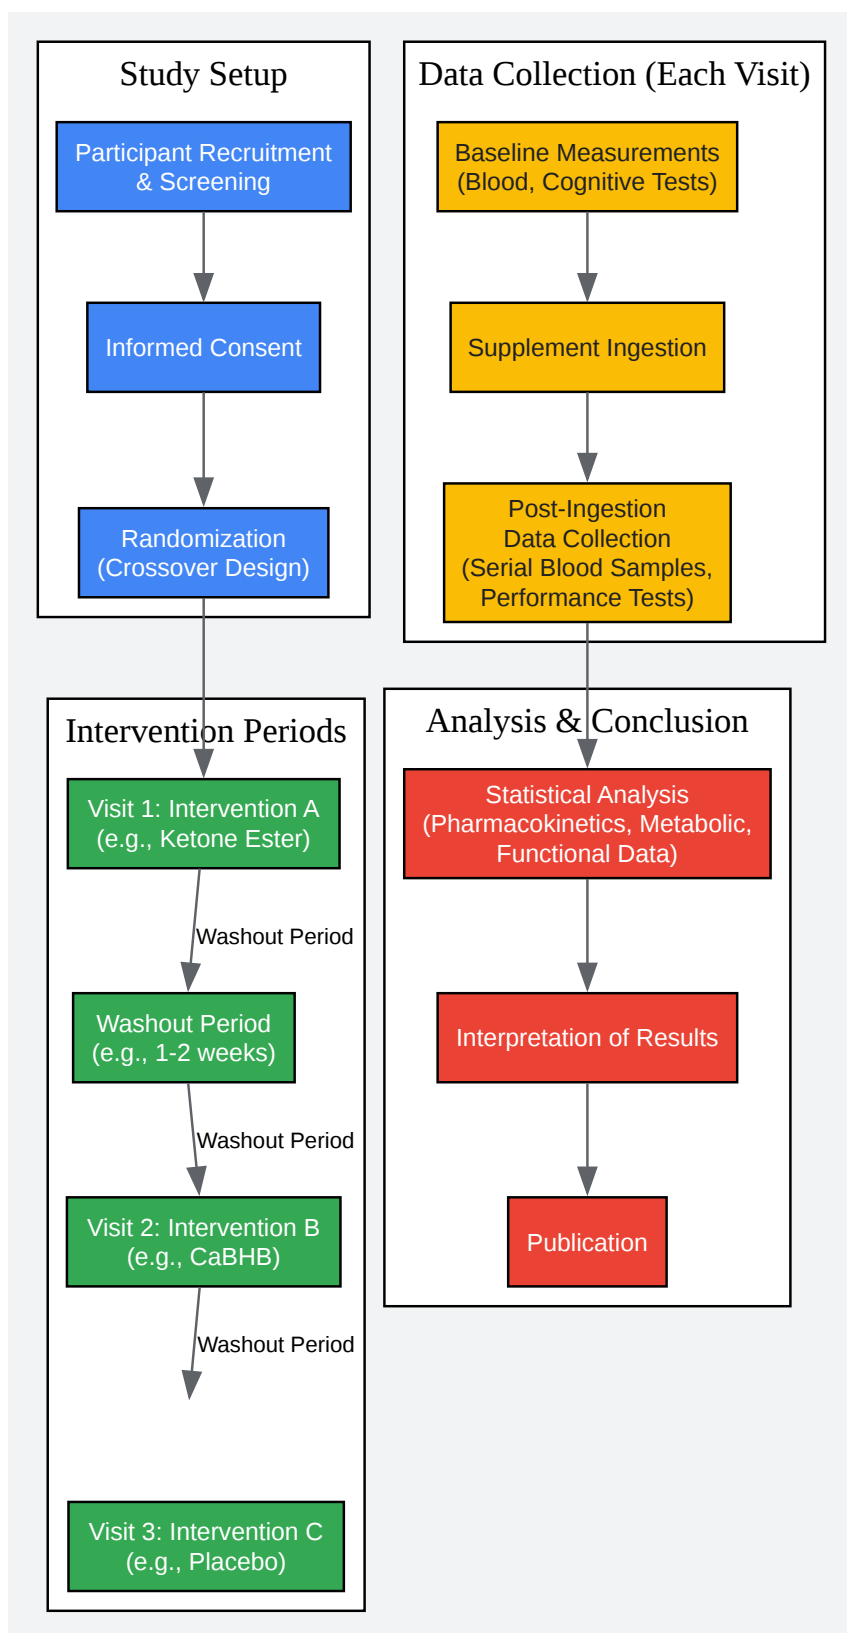 Study Setup
Participant Recruitment
& Screening
Informed Consent
Randomization
(Crossover Design)
Data Collection (Each Visit)
Baseline Measurements
(Blood, Cognitive Tests)
Supplement Ingestion
Post-Ingestion
Data Collection
(Serial Blood Samples,
Performance Tests)
Intervention Periods
Visit 1: Intervention A
(e.g., Ketone Ester)
Washout Period
Washout Period
(e.g., 1-2 weeks)
Washout Period
Visit 2: Intervention B
(e.g., CaBHB)
Washout Period
Visit 3: Intervention C
(e.g., Placebo)
Analysis & Conclusion
Statistical Analysis
(Pharmacokinetics, Metabolic,
Functional Data)
Interpretation of Results
Publication